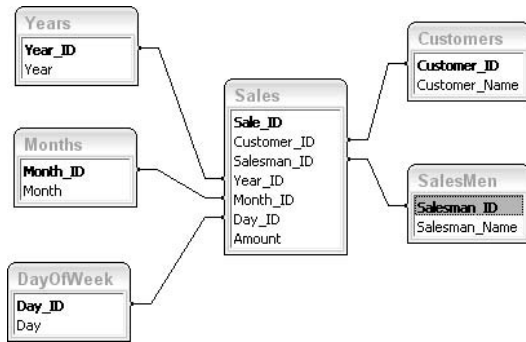 Years
Year_ID
Year
Months
Month_ID
Month
DayOfWeek
Day_ID
Day
Sales
Sale_ID
Customer_ID
Salesman_ID
Year_ID
Month_ID
Day_ID
Amount
Customers
Customer_ID
Customer_Name
SalesMen
Salesman_ID
Salesman_Name